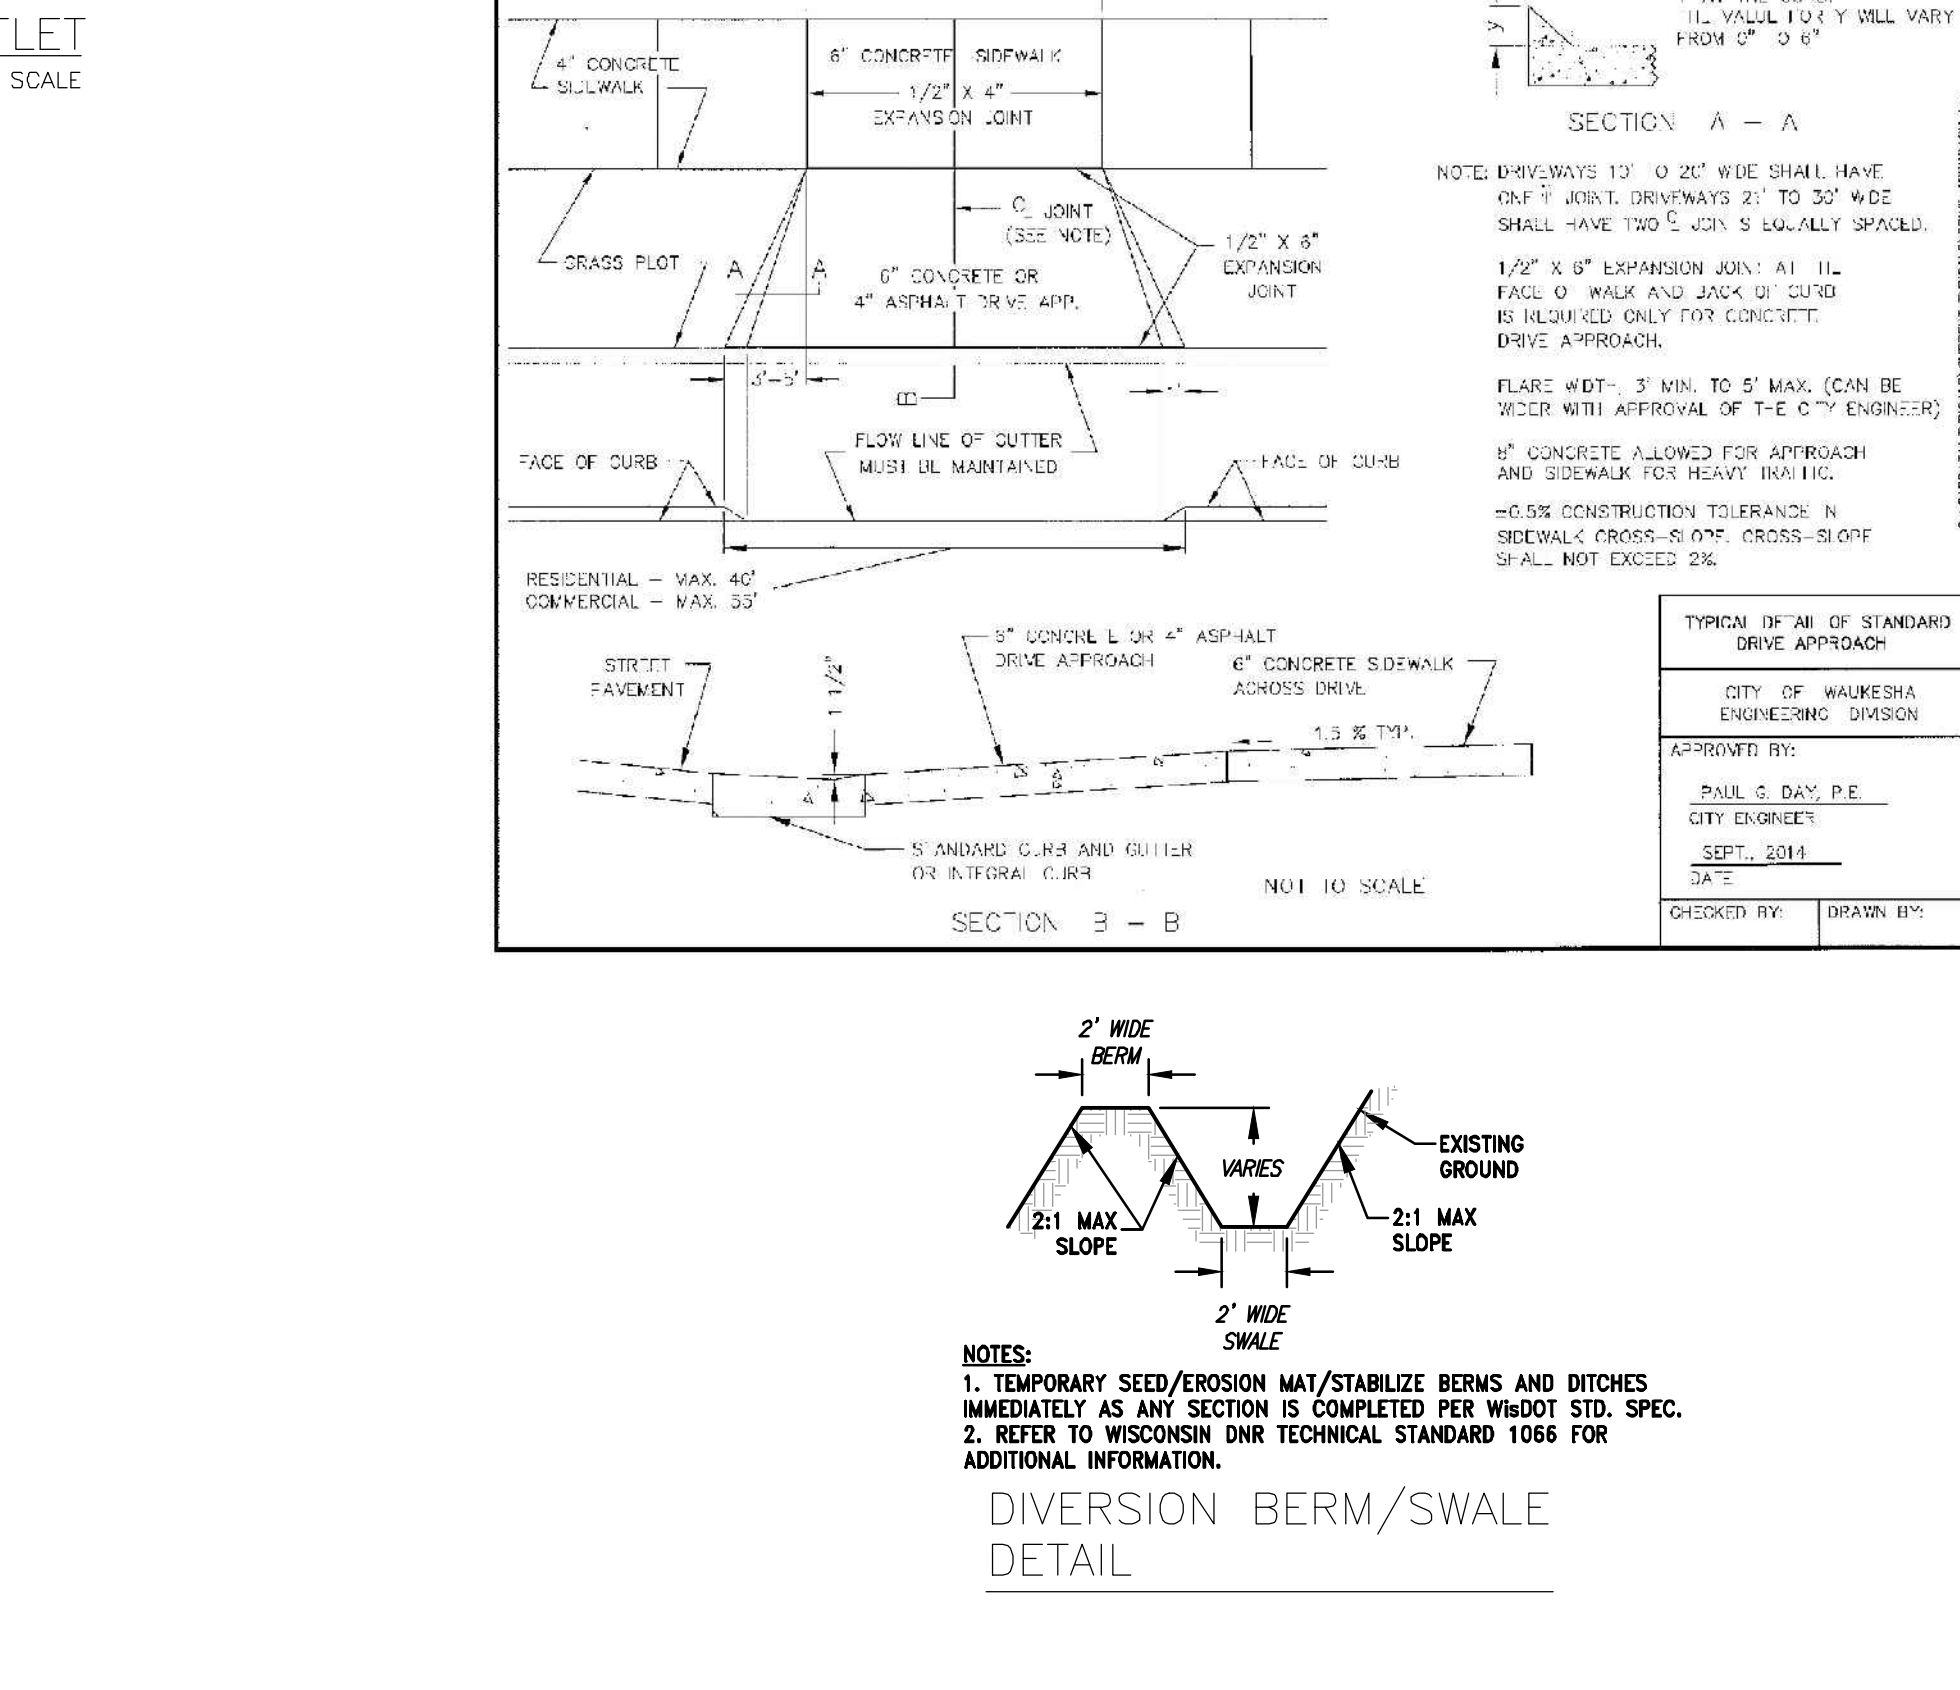 SCALE
4" CONCRETE
SIDEWALK
6" CONCRETE SIDEWALK
1/2" X 4"
EXPANSION JOINT
THE VALUE FOR Y WILL VARY
FROM 0" TO 6"
Y
SECTION A – A
GRASS PLOT
A A
℄ JOINT
(SEE NOTE)
6" CONCRETE OR
4" ASPHALT DRIVE APP.
1/2" X 6"
EXPANSION
JOINT
3'-5'
B
FLOW LINE OF GUTTER
MUST BE MAINTAINED
FACE OF CURB
FACE OF CURB
RESIDENTIAL – MAX. 40'
COMMERCIAL – MAX. 55'
NOTE: DRIVEWAYS 10' TO 20' WIDE SHALL HAVE
ONE ℄ JOINT. DRIVEWAYS 21' TO 30' WIDE
SHALL HAVE TWO ℄ JOINTS EQUALLY SPACED.
1/2" X 6" EXPANSION JOINT AT THE
FACE OF WALK AND BACK OF CURB
IS REQUIRED ONLY FOR CONCRETE
DRIVE APPROACH.
FLARE WIDTH, 3' MIN. TO 5' MAX. (CAN BE
WIDER WITH APPROVAL OF THE CITY ENGINEER)
8" CONCRETE ALLOWED FOR APPROACH
AND SIDEWALK FOR HEAVY TRAFFIC.
±0.5% CONSTRUCTION TOLERANCE IN
SIDEWALK CROSS-SLOPE. CROSS-SLOPE
SHALL NOT EXCEED 2%.
STREET
PAVEMENT
1 1/2"
6" CONCRETE OR 4" ASPHALT
DRIVE APPROACH
6" CONCRETE SIDEWALK
ACROSS DRIVE
1.5 % TYP.
STANDARD CURB AND GUTTER
OR INTEGRAL CURB
NOT TO SCALE
SECTION B – B
TYPICAL DETAIL OF STANDARD
DRIVE APPROACH
CITY OF WAUKESHA
ENGINEERING DIVISION
APPROVED BY:
PAUL G. DAY, P.E.
CITY ENGINEER
SEPT., 2014
DATE
CHECKED BY: DRAWN BY:
2' WIDE
BERM
VARIES
EXISTING
GROUND
2:1 MAX
SLOPE
2:1 MAX
SLOPE
2' WIDE
SWALE
NOTES:
1. TEMPORARY SEED/EROSION MAT/STABILIZE BERMS AND DITCHES
IMMEDIATELY AS ANY SECTION IS COMPLETED PER WisDOT STD. SPEC.
2. REFER TO WISCONSIN DNR TECHNICAL STANDARD 1066 FOR
ADDITIONAL INFORMATION.
DIVERSION BERM/SWALE
DETAIL